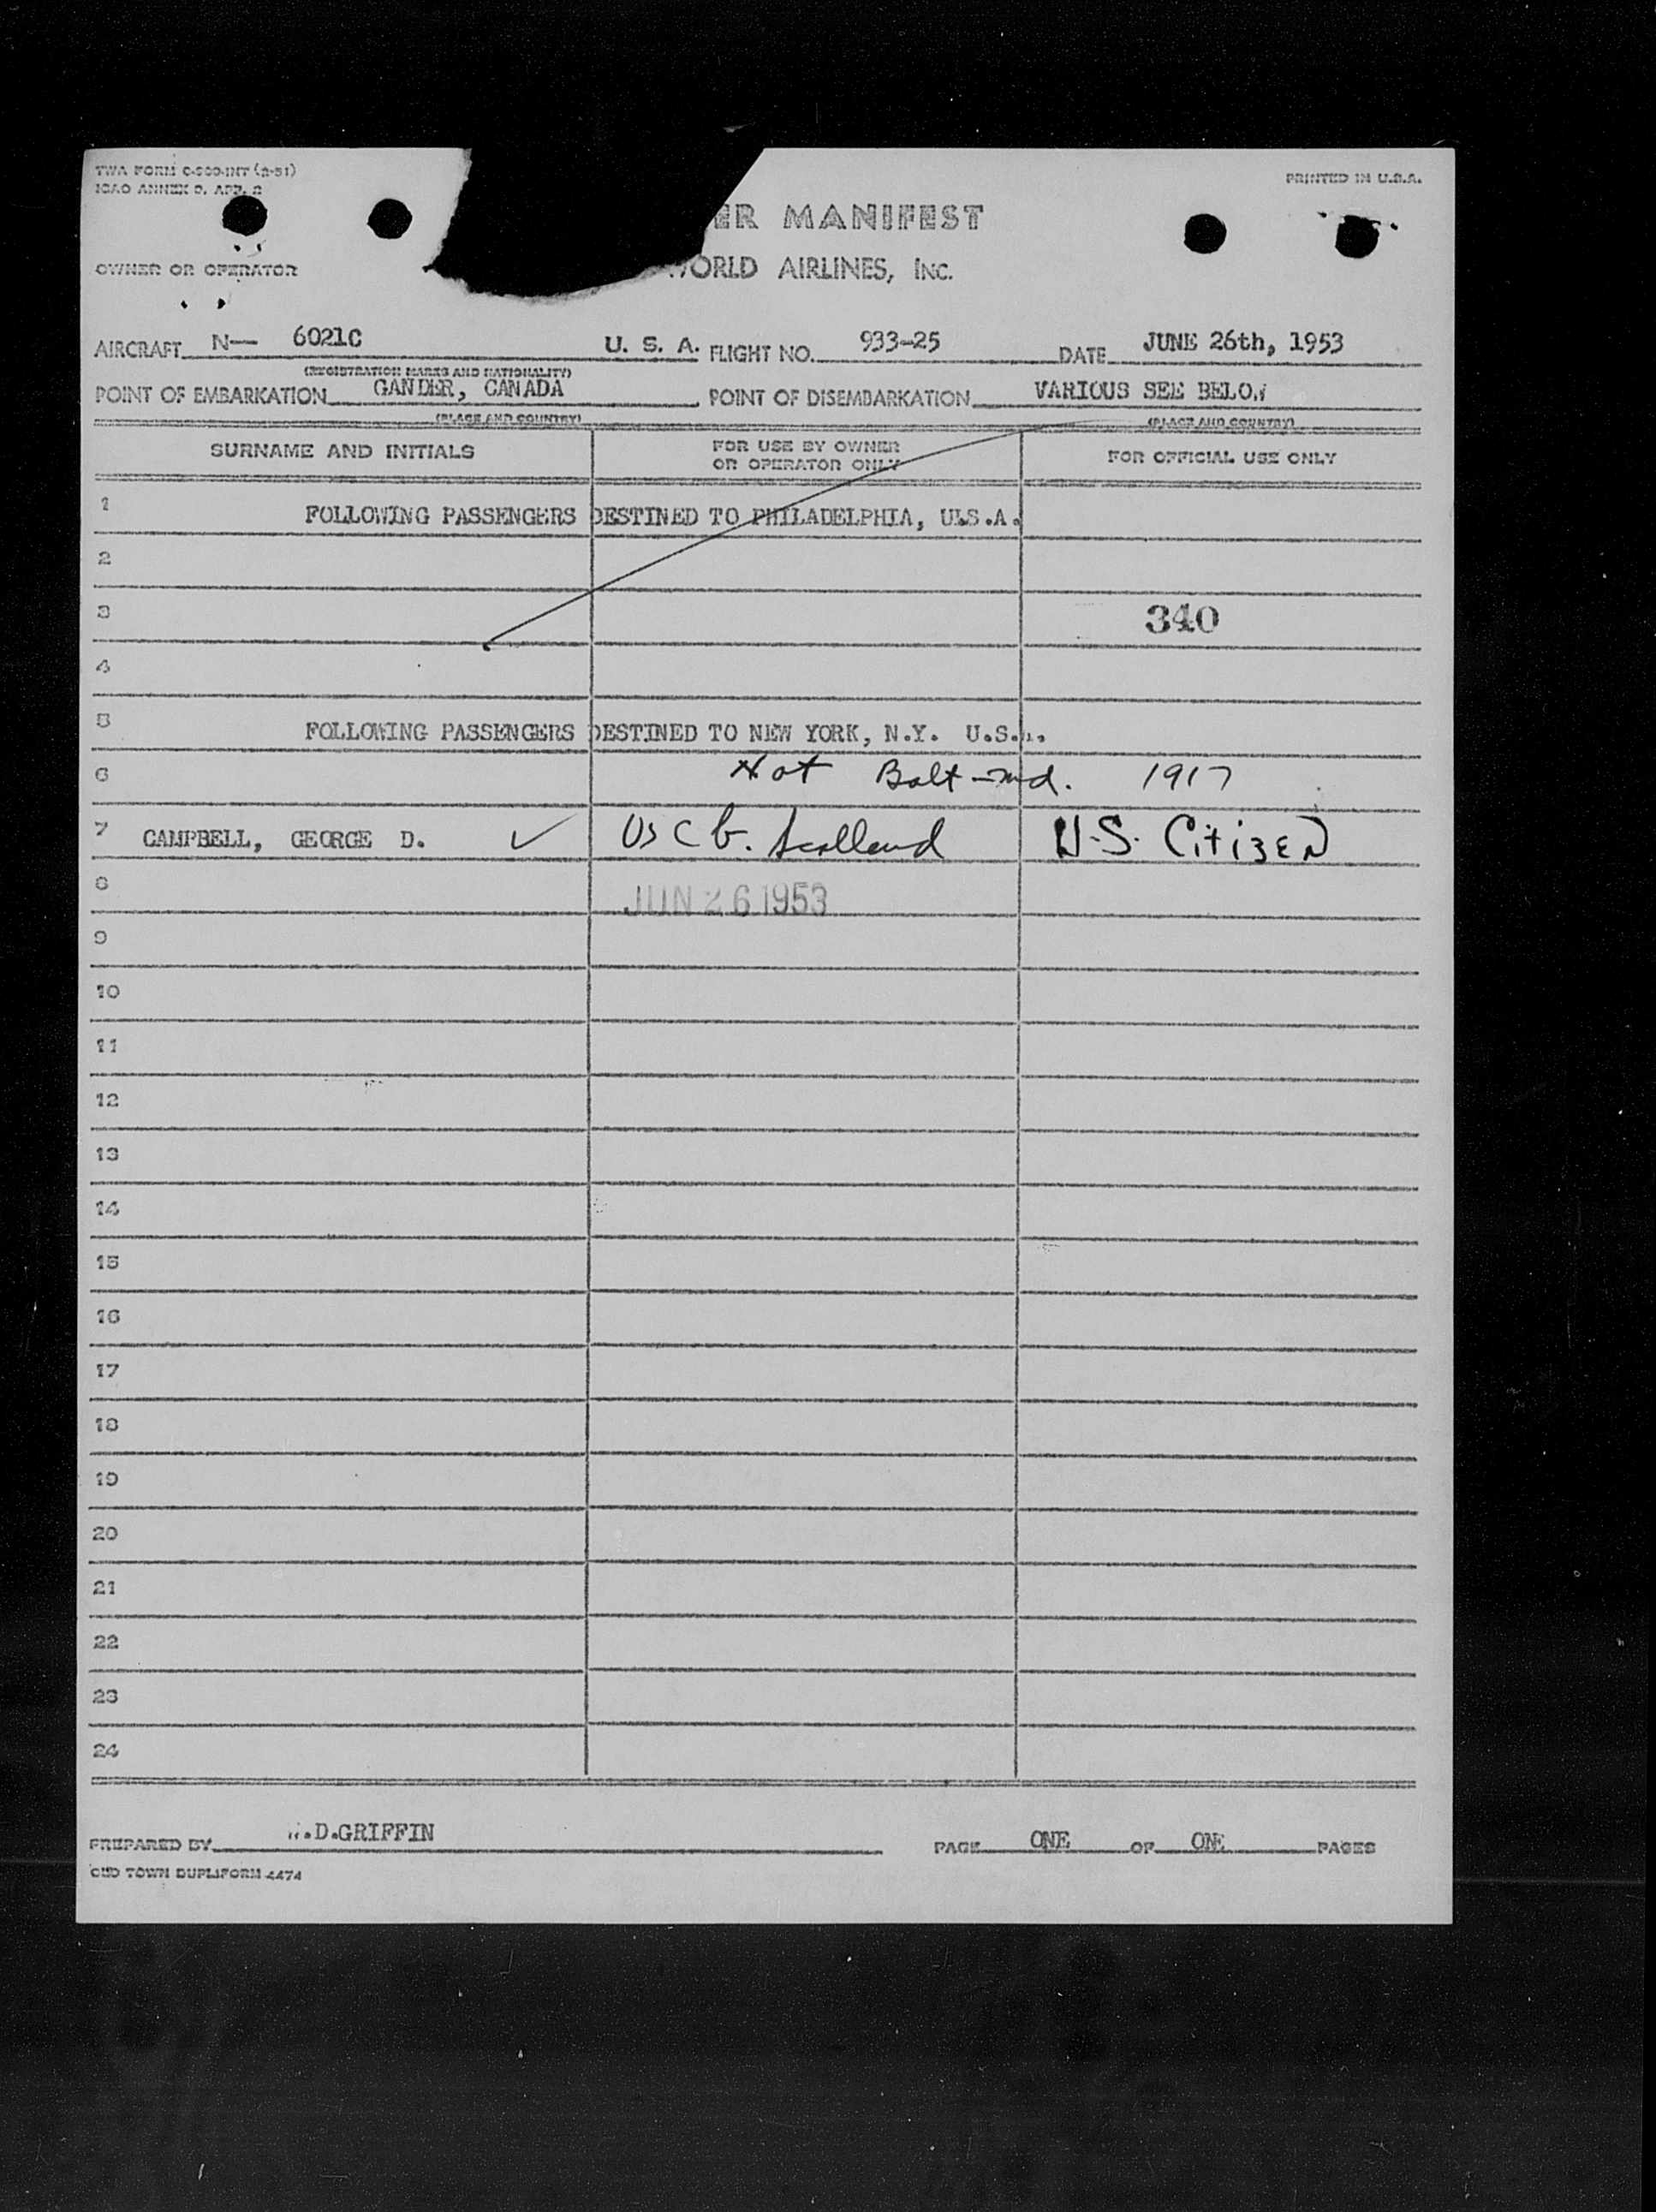 TWA FORM C-500-INT (2-51)
ICAO ANNEX 9, APP. 2
PRINTED IN U.S.A.
ER MANIFEST
OWNER OR OPERATOR
WORLD AIRLINES, INC.
AIRCRAFT N— 6021C U. S. A. FLIGHT NO. 933-25 DATE JUNE 26th, 1953
(REGISTRATION MARKS AND NATIONALITY)
POINT OF EMBARKATION GANDER, CANADA POINT OF DISEMBARKATION VARIOUS SEE BELOW
(PLACE AND COUNTRY) (PLACE AND COUNTRY)
SURNAME AND INITIALS FOR USE BY OWNER OR OPERATOR ONLY FOR OFFICIAL USE ONLY
1 FOLLOWING PASSENGERS DESTINED TO PHILADELPHIA, U.S.A.
2
3 340
4
5 FOLLOWING PASSENGERS DESTINED TO NEW YORK, N.Y. U.S.A.
6 Nat Balt-md. 1917
7 CAMPBELL, GEORGE D. ✓ US C b. Scotland U.S. Citizen
8 JUN 26 1953
9
10
11
12
13
14
15
16
17
18
19
20
21
22
23
24
PREPARED BY W.D.GRIFFIN PAGE ONE OF ONE PAGES
OLD TOWN DUPLIFORM 4474